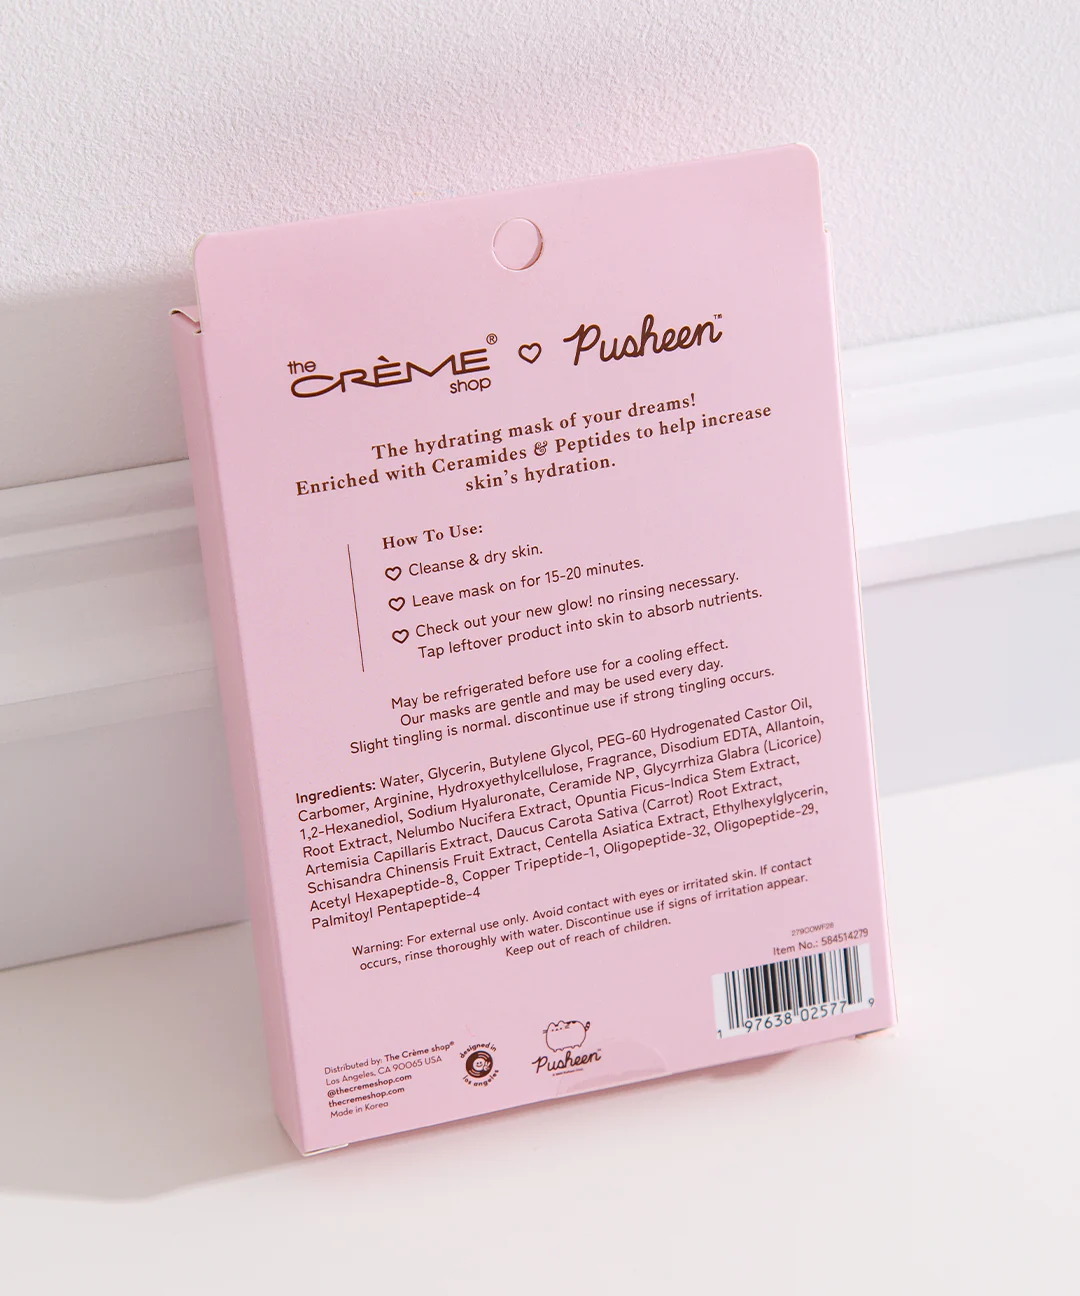 the CRÈME® shop ♡ Pusheen™
The hydrating mask of your dreams!
Enriched with Ceramides & Peptides to help increase
skin's hydration.
How To Use:
♡ Cleanse & dry skin.
♡ Leave mask on for 15-20 minutes.
♡ Check out your new glow! no rinsing necessary.
Tap leftover product into skin to absorb nutrients.
May be refrigerated before use for a cooling effect.
Our masks are gentle and may be used every day.
Slight tingling is normal. discontinue use if strong tingling occurs.
Ingredients: Water, Glycerin, Butylene Glycol, PEG-60 Hydrogenated Castor Oil,
Carbomer, Arginine, Hydroxyethylcellulose, Fragrance, Disodium EDTA, Allantoin,
1,2-Hexanediol, Sodium Hyaluronate, Ceramide NP, Glycyrrhiza Glabra (Licorice)
Root Extract, Nelumbo Nucifera Extract, Opuntia Ficus-Indica Stem Extract,
Artemisia Capillaris Extract, Daucus Carota Sativa (Carrot) Root Extract,
Schisandra Chinensis Fruit Extract, Centella Asiatica Extract, Ethylhexylglycerin,
Acetyl Hexapeptide-8, Copper Tripeptide-1, Oligopeptide-32, Oligopeptide-29,
Palmitoyl Pentapeptide-4
Warning: For external use only. Avoid contact with eyes or irritated skin. If contact
occurs, rinse thoroughly with water. Discontinue use if signs of irritation appear.
Keep out of reach of children.
279COWF28
Item No.: 584514279
1 97638 02577 9
Distributed by: The Crème shop®
Los Angeles, CA 90065 USA
@thecremeshop.com
thecremeshop.com
Made in Korea
designed in
los angeles
Pusheen™